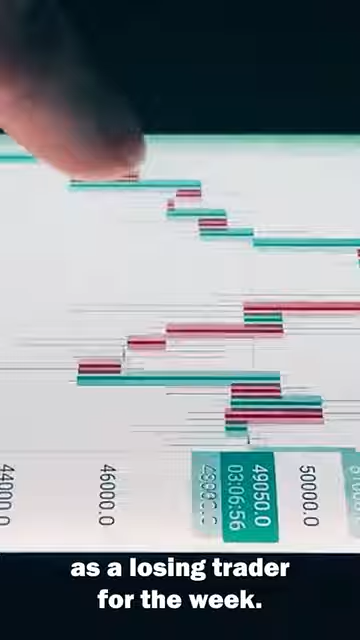 44000.0
46000.0
49050.0
03:06:56
50000.0
as a losing trader
for the week.